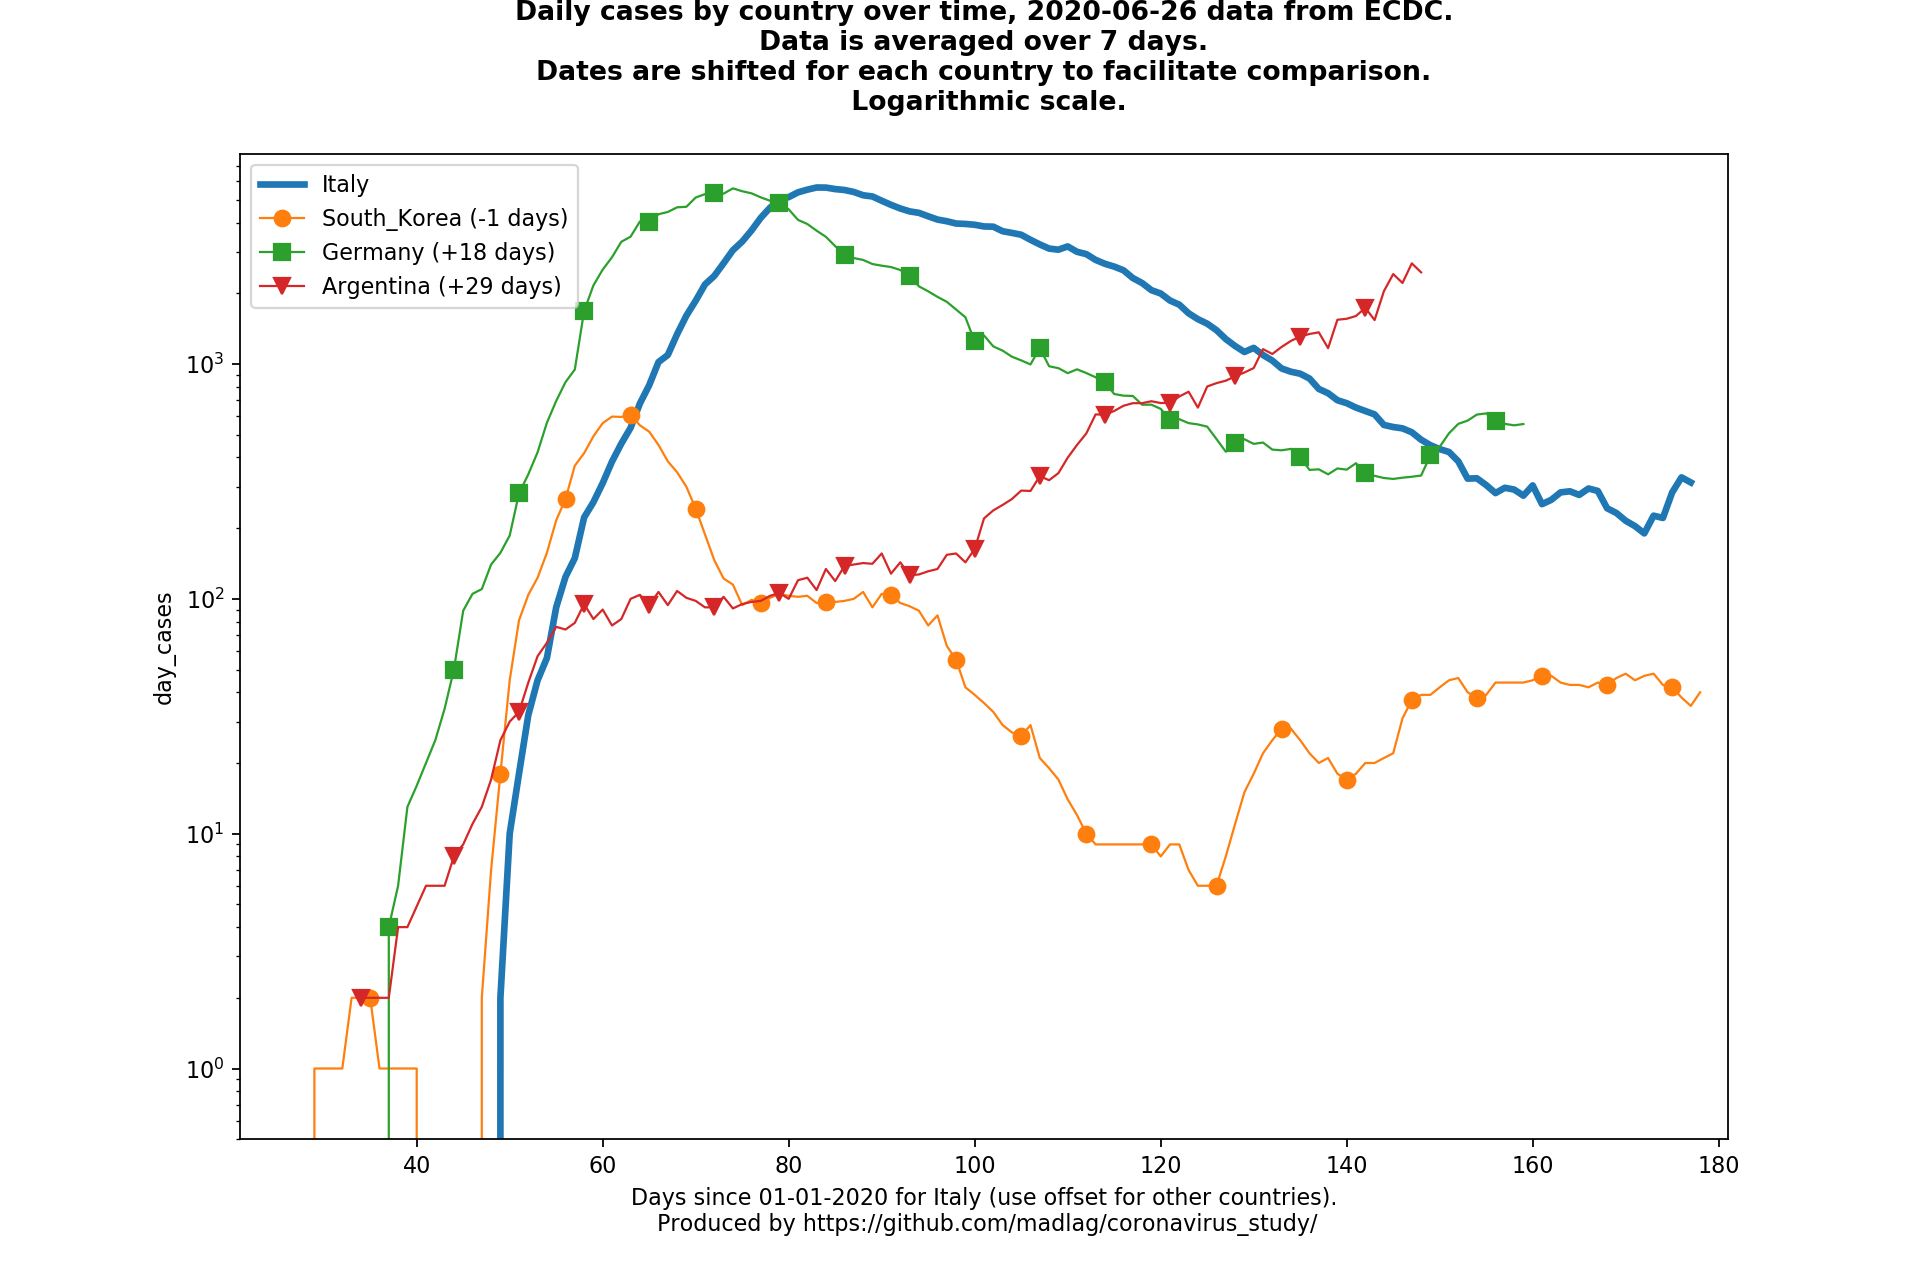 Daily cases by country over time, 2020-06-26 data from ECDC.
Data is averaged over 7 days.
Dates are shifted for each country to facilitate comparison.
Logarithmic scale.
Italy
South_Korea (-1 days)
Germany (+18 days)
Argentina (+29 days)
day_cases
10³
10²
10¹
10⁰
40 60 80 100 120 140 160 180
Days since 01-01-2020 for Italy (use offset for other countries).
Produced by https://github.com/madlag/coronavirus_study/